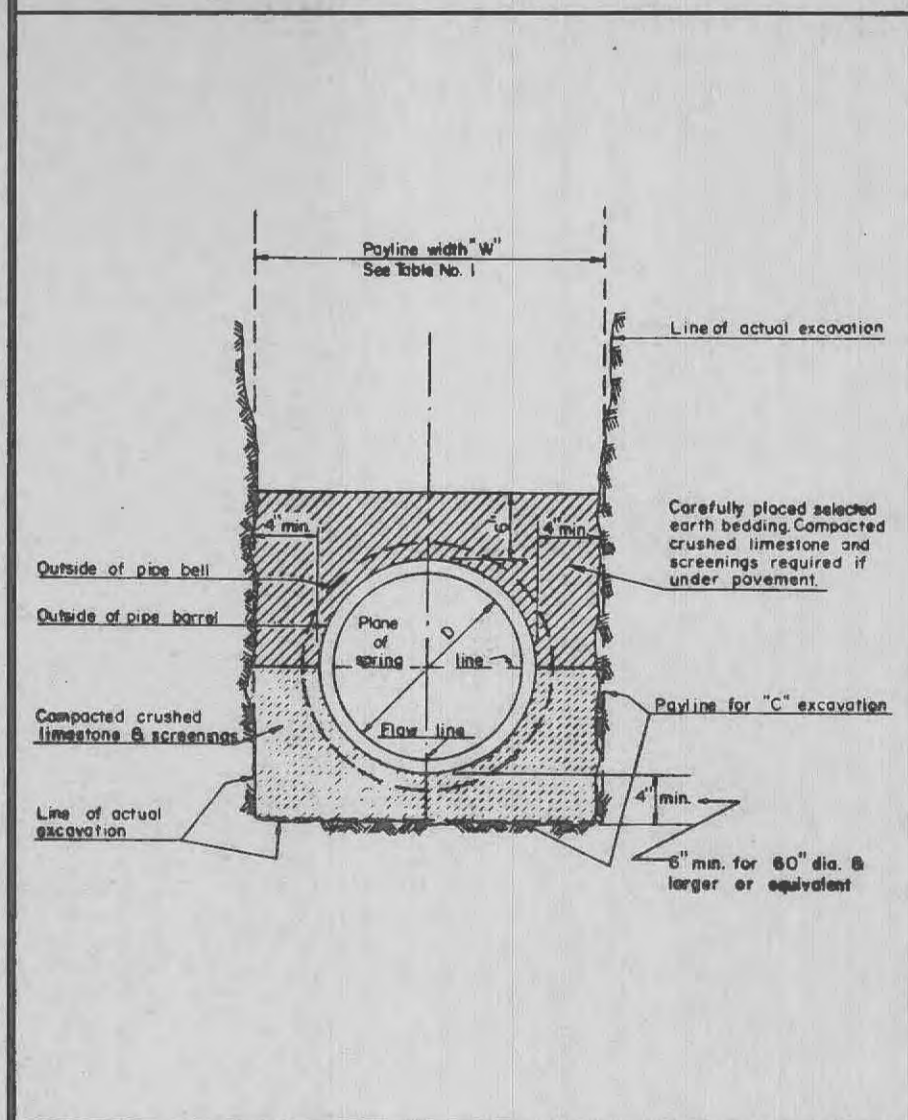 Payline width "W"
See Table No. 1
Line of actual excavation
4" min.
6"
4" min.
Carefully placed selected
earth bedding. Compacted
crushed limestone and
screenings required if
under pavement.
Outside of pipe bell
Outside of pipe barrel
Plane
of
spring
line
D
Compacted crushed
limestone & screenings
Flow line
Payline for "C" excavation
4" min.
Line of actual
excavation
6" min. for 60" dia. &
larger or equivalent